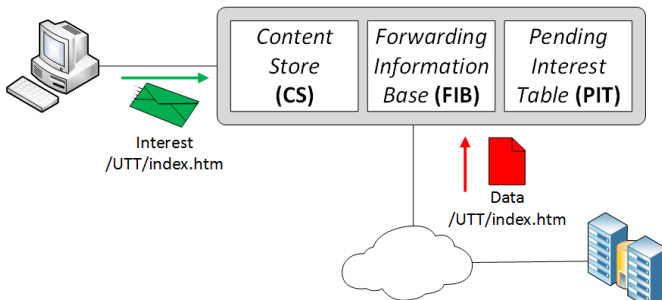 Content
Store
(CS)
Forwarding
Information
Base (FIB)
Pending
Interest
Table (PIT)
Interest
/UTT/index.htm
Data
/UTT/index.htm